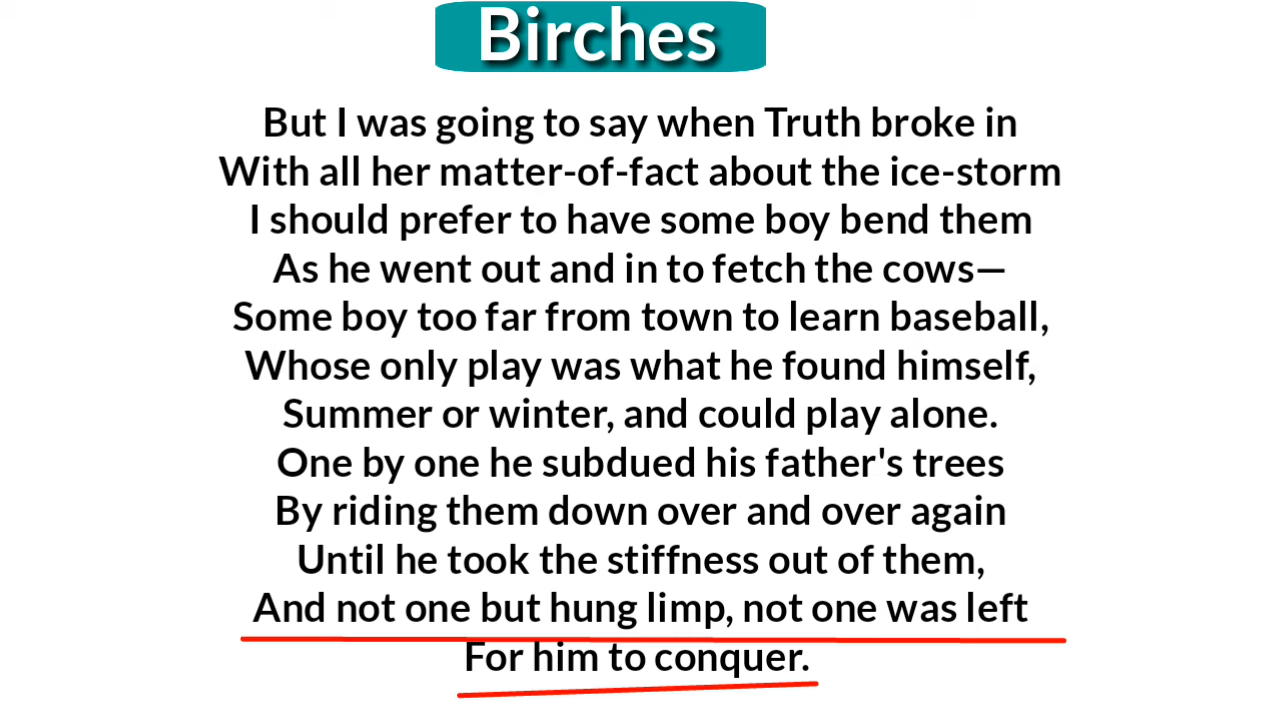 Birches
But I was going to say when Truth broke in
With all her matter-of-fact about the ice-storm
I should prefer to have some boy bend them
As he went out and in to fetch the cows—
Some boy too far from town to learn baseball,
Whose only play was what he found himself,
Summer or winter, and could play alone.
One by one he subdued his father's trees
By riding them down over and over again
Until he took the stiffness out of them,
And not one but hung limp, not one was left
For him to conquer.